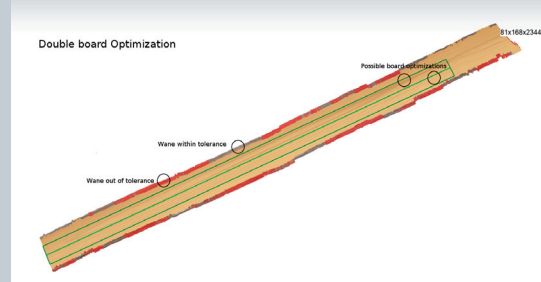 81x168x2344
Double board Optimization
Possible board optimizations
Wane within tolerance
Wane out of tolerance